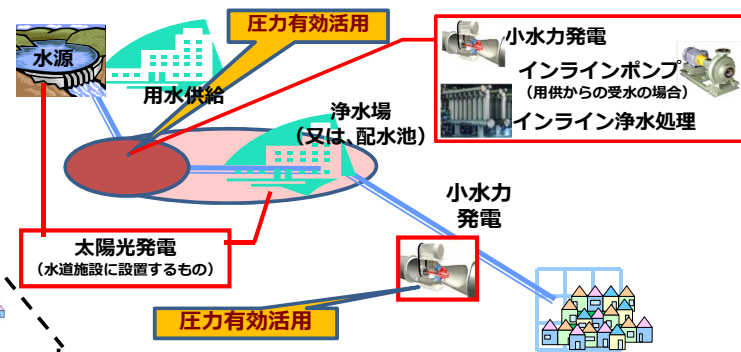 圧力有効活用
水源
用水供給
小水力発電
インラインポンプ
（用供からの受水の場合）
インライン浄水処理
浄水場
（又は、配水池）
小水力
発電
太陽光発電
（水道施設に設置するもの）
圧力有効活用